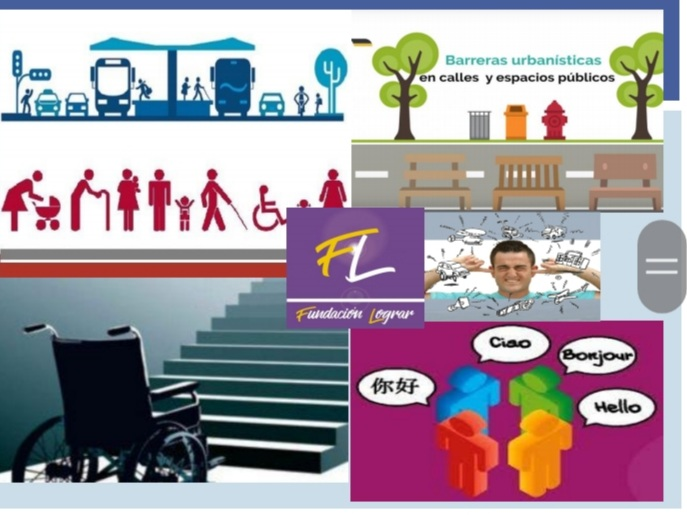 Barreras urbanísticas
en calles y espacios públicos
FL
Fundación Lograr
Ciao
Bonjour
你好
Hello